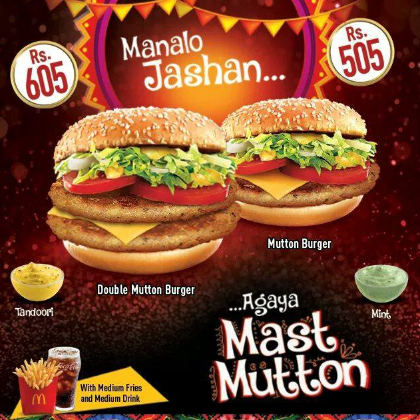 Rs.
605
Manalo
Jashan...
Rs.
505
Mutton Burger
Double Mutton Burger
Tandoori
Mint
...Agaya
Mast
Mutton
With Medium Fries
and Medium Drink